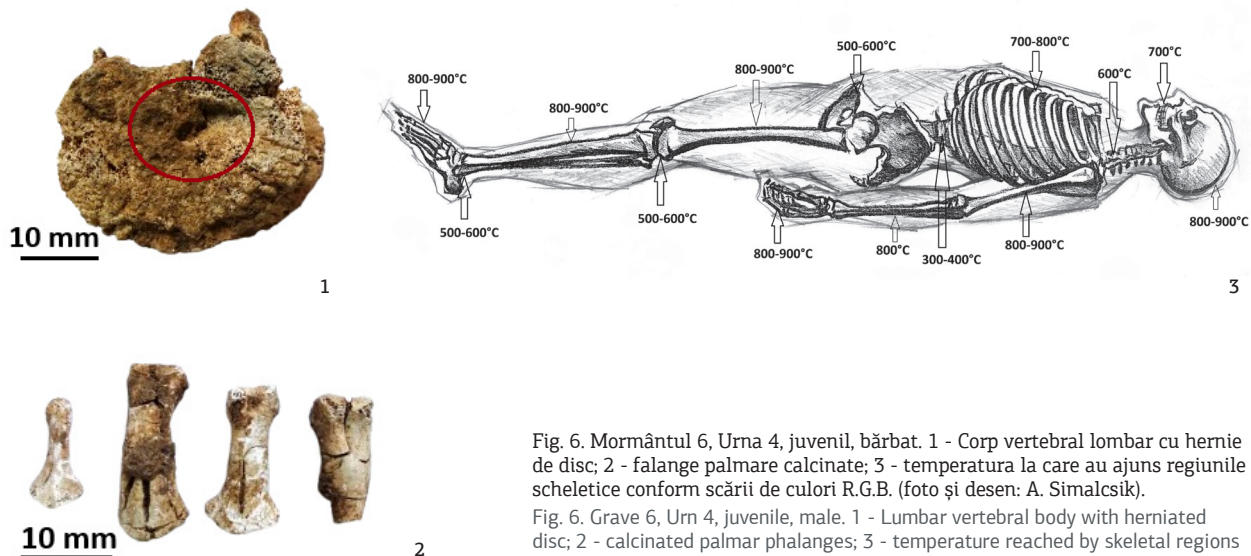 500-600°C
700-800°C
700°C
800-900°C
800-900°C
600°C
800-900°C
800-900°C
10 mm
500-600°C
500-600°C
800-900°C
800°C
300-400°C
800-900°C
800-900°C
1
3
10 mm
2
Fig. 6. Mormântul 6, Urna 4, juvenil, bărbat. 1 - Corp vertebral lombar cu hernie
de disc; 2 - falange palmare calcinate; 3 - temperatura la care au ajuns regiunile
scheletice conform scării de culori R.G.B. (foto și desen: A. Simalcsik).
Fig. 6. Grave 6, Urn 4, juvenile, male. 1 - Lumbar vertebral body with herniated
disc; 2 - calcinated palmar phalanges; 3 - temperature reached by skeletal regions